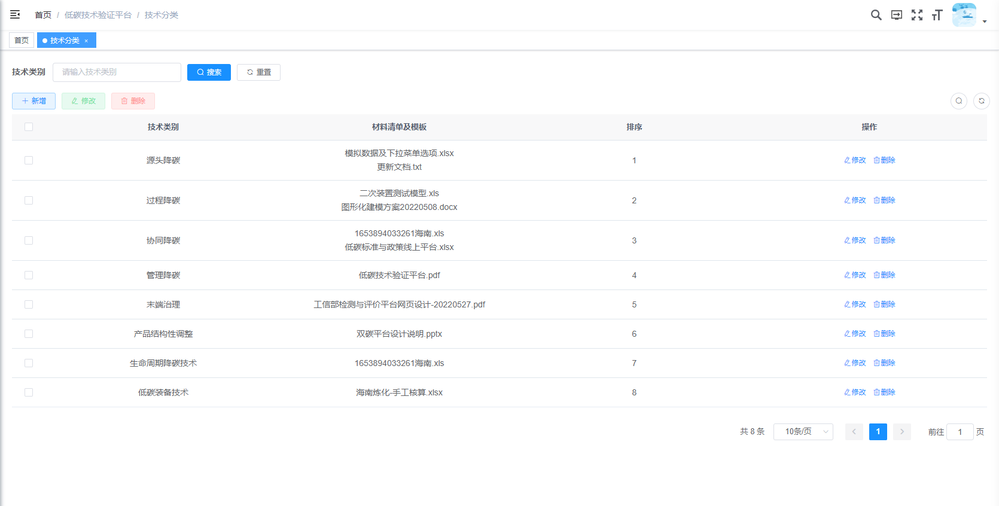 首页 / 低碳技术验证平台 / 技术分类
首页 技术分类 ×
技术类别 请输入技术类别 搜索 重置
新增 修改 删除
技术类别 材料清单及模板 排序 操作
源头降碳 模拟数据及下拉菜单选项.xlsx 1 修改 删除
更新文档.txt
过程降碳 二次装置测试模型.xls 2 修改 删除
图形化建模方案20220508.docx
协同降碳 1653894033261海南.xls 3 修改 删除
低碳标准与政策线上平台.xlsx
管理降碳 低碳技术验证平台.pdf 4 修改 删除
末端治理 工信部检测与评价平台网页设计-20220527.pdf 5 修改 删除
产品结构性调整 双碳平台设计说明.pptx 6 修改 删除
生命周期降碳技术 1653894033261海南.xls 7 修改 删除
低碳装备技术 海南炼化-手工核算.xlsx 8 修改 删除
共 8 条 10条/页 < 1 > 前往 1 页